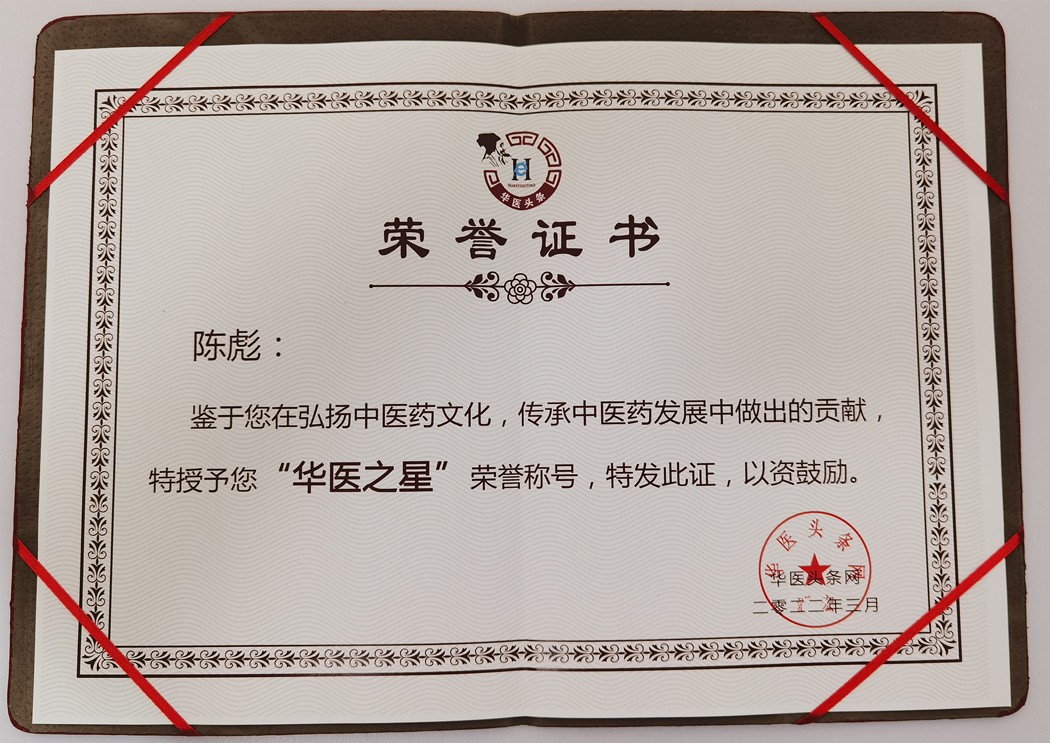 H
HUAYITOUTIAO
华医头条
荣誉证书
陈彪：
鉴于您在弘扬中医药文化，传承中医药发展中做出的贡献，
特授予您“华医之星”荣誉称号，特发此证，以资鼓励。
华医头条网
华医头条网
二零二二年三月